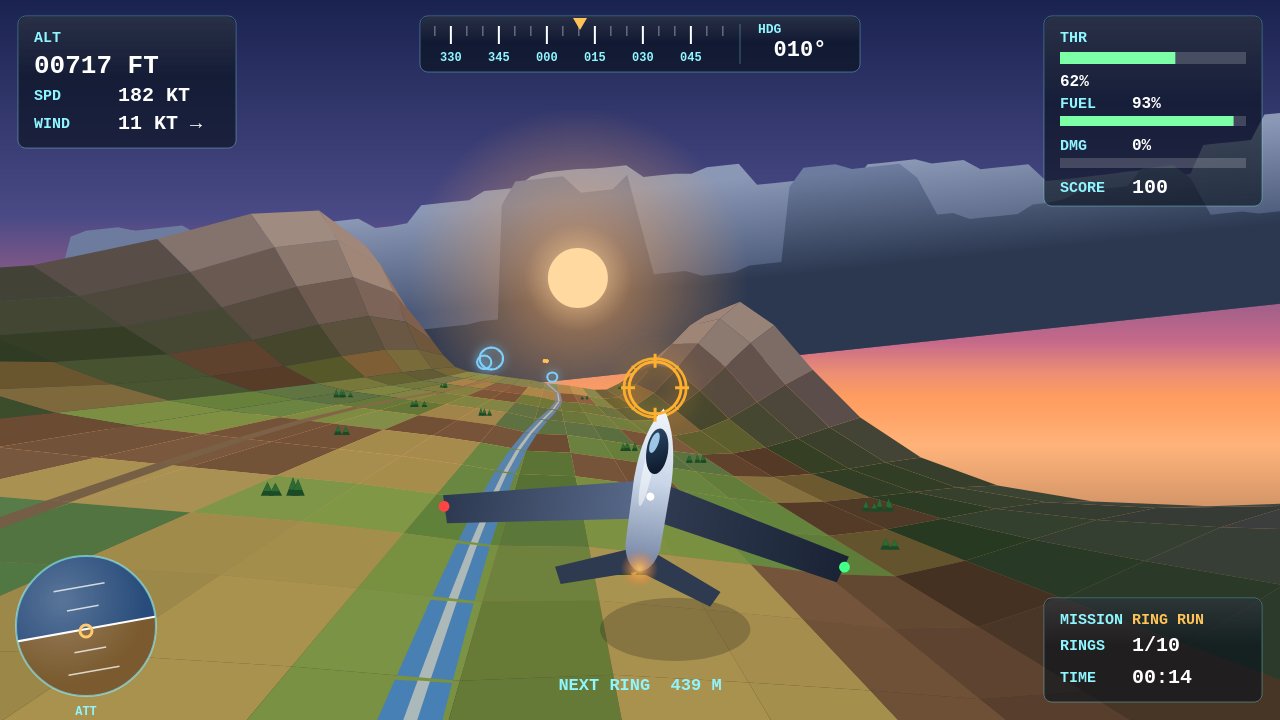 ALT
00717 FT
SPD 182 KT
WIND 11 KT →
330 345 000 015 030 045
HDG
010°
THR
62%
FUEL 93%
DMG 0%
SCORE 100
ATT
NEXT RING 439 M
MISSION RING RUN
RINGS 1/10
TIME 00:14